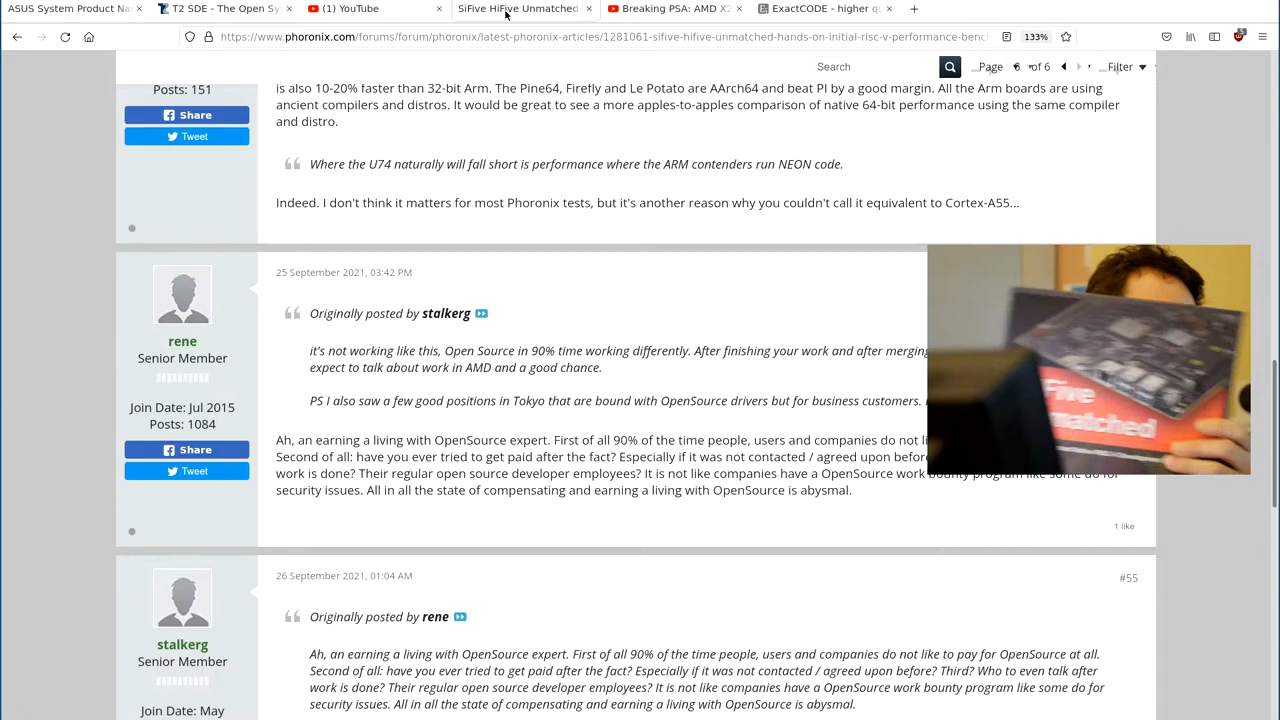 ASUS System Product Na
T2 SDE - The Open Sy
(1) YouTube
SiFive HiFive Unmatched
Breaking PSA: AMD X2
ExactCODE - higher qu
https://www.phoronix.com/forums/forum/phoronix/latest-phoronix-articles/1281061-sifive-hifive-unmatched-hands-on-initial-risc-v-performance-bench
133%
Search
Page 6 of 6
Filter
Posts: 151
Share
Tweet
is also 10-20% faster than 32-bit Arm. The Pine64, Firefly and Le Potato are AArch64 and beat PI by a good margin. All the Arm boards are using
ancient compilers and distros. It would be great to see a more apples-to-apples comparison of native 64-bit performance using the same compiler
and distro.
Where the U74 naturally will fall short is performance where the ARM contenders run NEON code.
Indeed. I don't think it matters for most Phoronix tests, but it's another reason why you couldn't call it equivalent to Cortex-A55...
rene
Senior Member
Join Date: Jul 2015
Posts: 1084
Share
Tweet
25 September 2021, 03:42 PM
Originally posted by stalkerg
it's not working like this, Open Source in 90% time working differently. After finishing your work and after merging
expect to talk about work in AMD and a good chance.
PS I also saw a few good positions in Tokyo that are bound with OpenSource drivers but for business customers.
Ah, an earning a living with OpenSource expert. First of all 90% of the time people, users and companies do not li
Second of all: have you ever tried to get paid after the fact? Especially if it was not contacted / agreed upon befor
work is done? Their regular open source developer employees? It is not like companies have a OpenSource work bounty program like some do for
security issues. All in all the state of compensating and earning a living with OpenSource is abysmal.
1 like
Five
matched
stalkerg
Senior Member
Join Date: May
26 September 2021, 01:04 AM
#55
Originally posted by rene
Ah, an earning a living with OpenSource expert. First of all 90% of the time people, users and companies do not like to pay for OpenSource at all.
Second of all: have you ever tried to get paid after the fact? Especially if it was not contacted / agreed upon before? Third? Who to even talk after
work is done? Their regular open source developer employees? It is not like companies have a OpenSource work bounty program like some do for
security issues. All in all the state of compensating and earning a living with OpenSource is abysmal.